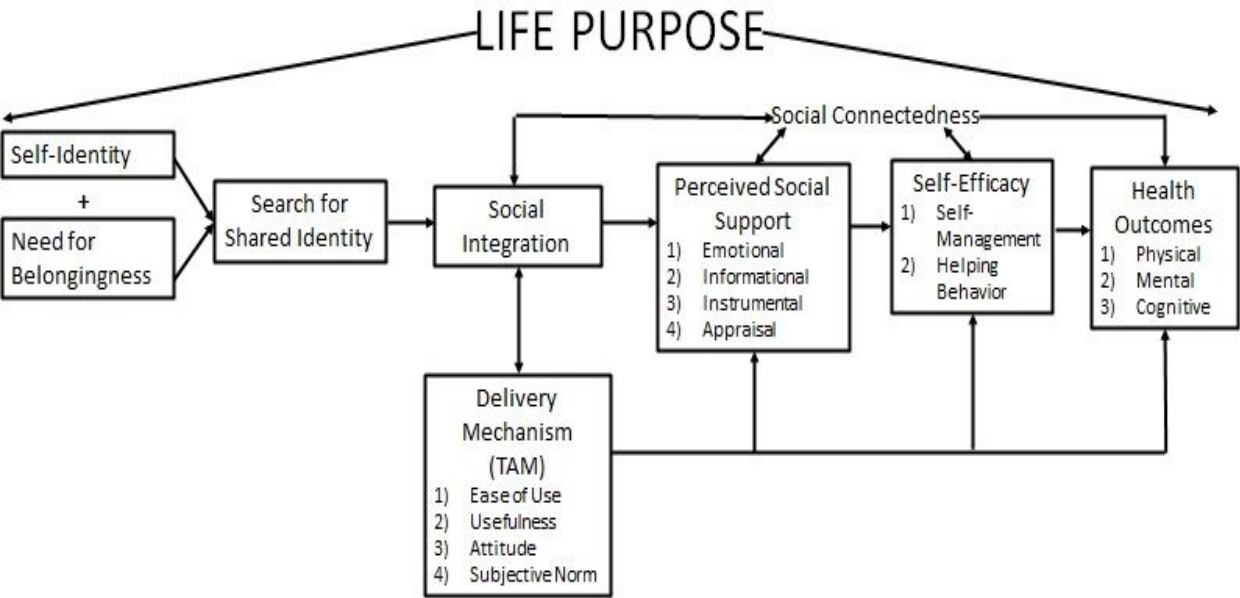 LIFE PURPOSE
Social Connectedness
Self-Identity
+
Need for
Belongingness
Search for
Shared Identity
Social
Integration
Perceived Social
Support
1) Emotional
2) Informational
3) Instrumental
4) Appraisal
Self-Efficacy
1) Self-
Management
2) Helping
Behavior
Health
Outcomes
1) Physical
2) Mental
3) Cognitive
Delivery
Mechanism
(TAM)
1) Ease of Use
2) Usefulness
3) Attitude
4) Subjective Norm